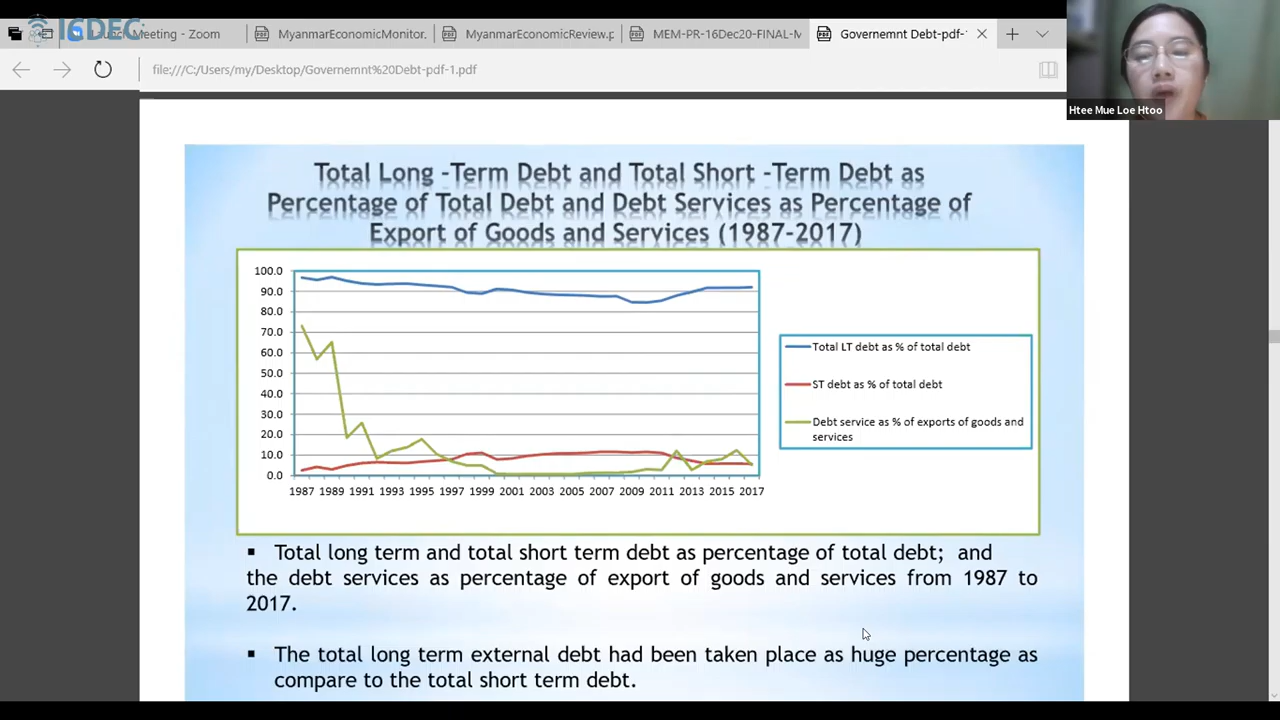 16DEC
Meeting - Zoom
MyanmarEconomicMonitor.
MyanmarEconomicReview.p
MEM-PR-16Dec20-FINAL-M
Governemnt Debt-pdf-1
file:///C:/Users/my/Desktop/Governemnt%20Debt-pdf-1.pdf
Htee Mue Loe Htoo
Total Long -Term Debt and Total Short -Term Debt as
Percentage of Total Debt and Debt Services as Percentage of
Export of Goods and Services (1987-2017)
100.0
90.0
80.0
70.0
60.0
50.0
40.0
30.0
20.0
10.0
0.0
1987 1989 1991 1993 1995 1997 1999 2001 2003 2005 2007 2009 2011 2013 2015 2017
Total LT debt as % of total debt
ST debt as % of total debt
Debt service as % of exports of goods and
services
▪ Total long term and total short term debt as percentage of total debt; and
the debt services as percentage of export of goods and services from 1987 to
2017.
▪ The total long term external debt had been taken place as huge percentage as
compare to the total short term debt.